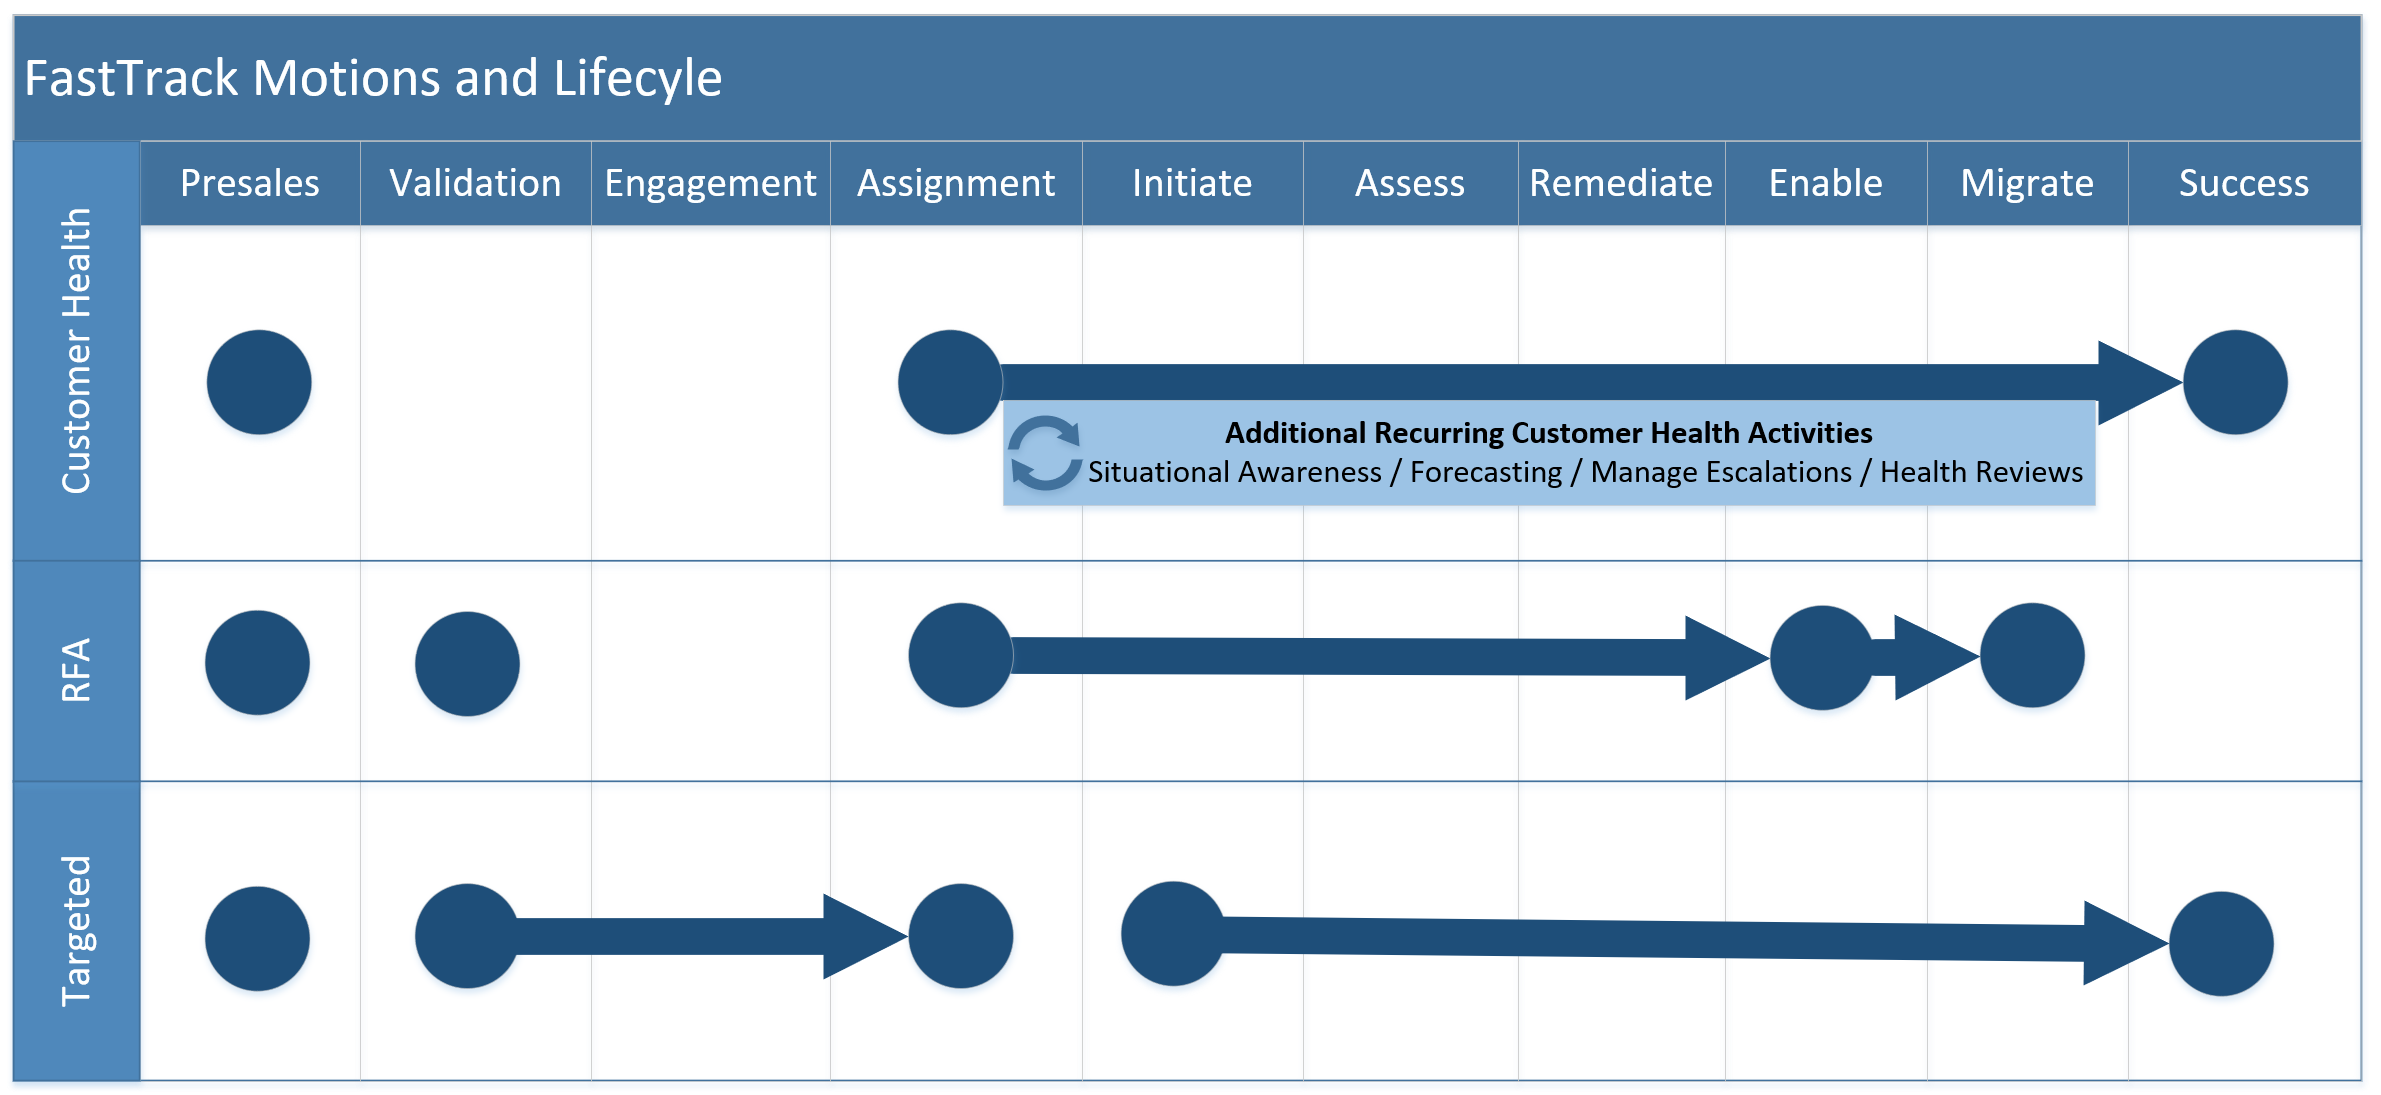 FastTrack Motions and Lifecyle
Presales
Validation
Engagement
Assignment
Initiate
Assess
Remediate
Enable
Migrate
Success
Customer Health
Additional Recurring Customer Health Activities
Situational Awareness / Forecasting / Manage Escalations / Health Reviews
RFA
Targeted